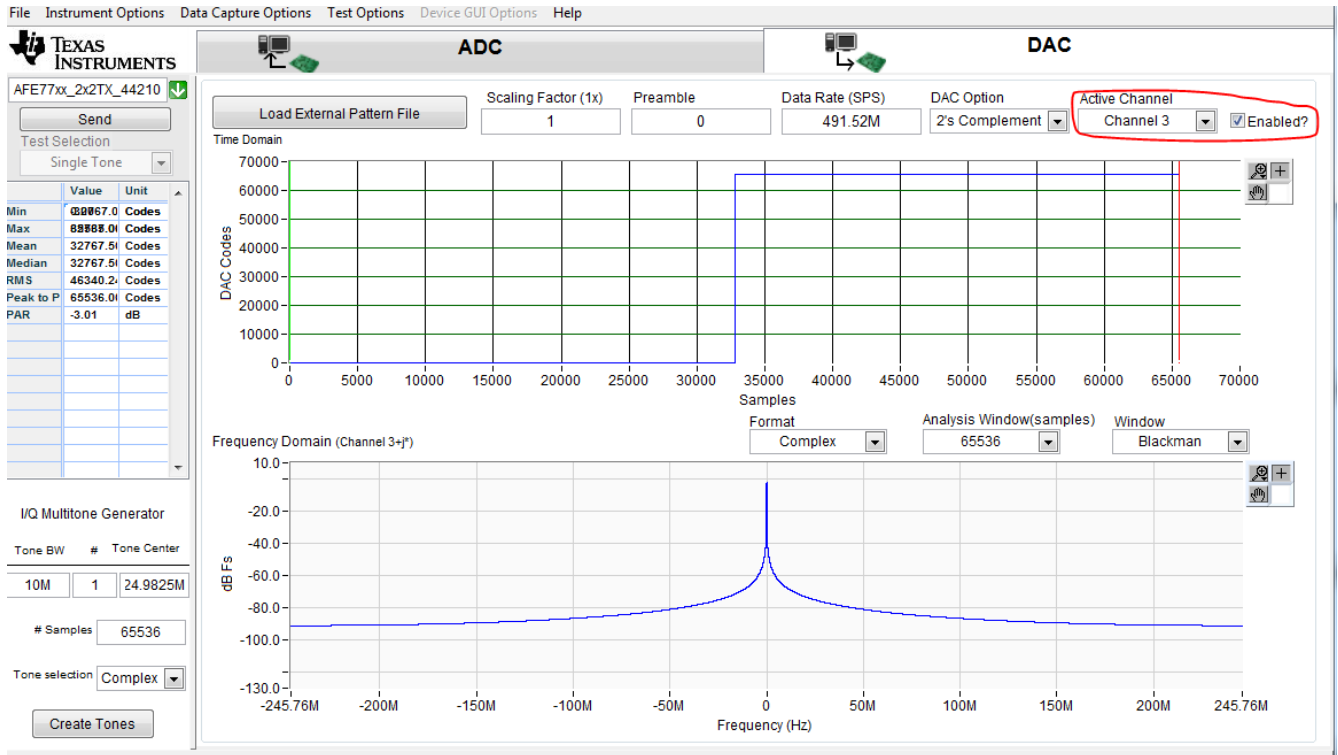 File Instrument Options Data Capture Options Test Options Device GUI Options Help
TEXAS
INSTRUMENTS
ADC
DAC
AFE77xx_2x2TX_44210
Send
Test Selection
Single Tone
Value Unit
Min Codes
Max Codes
Mean 32767.5 Codes
Median 32767.5 Codes
RMS 46340.2 Codes
Peak to P 65536.0 Codes
PAR -3.01 dB
I/Q Multitone Generator
Tone BW # Tone Center
10M 1 24.9825M
# Samples 65536
Tone selection Complex
Create Tones
Load External Pattern File
Scaling Factor (1x) Preamble Data Rate (SPS) DAC Option Active Channel
1 0 491.52M 2's Complement Channel 3 Enabled?
Time Domain
DAC Codes
70000
60000
50000
40000
30000
20000
10000
0
0 5000 10000 15000 20000 25000 30000 35000 40000 45000 50000 55000 60000 65000 70000
Samples
Format Analysis Window(samples) Window
Complex 65536 Blackman
Frequency Domain (Channel 3+j*)
dB Fs
10.0
-20.0
-40.0
-60.0
-80.0
-100.0
-130.0
-245.76M -200M -150M -100M -50M 0 50M 100M 150M 200M 245.76M
Frequency (Hz)